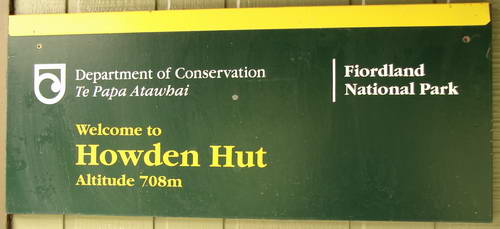 Department of Conservation
Te Papa Atawhai
Fiordland
National Park
Welcome to
Howden Hut
Altitude 708m